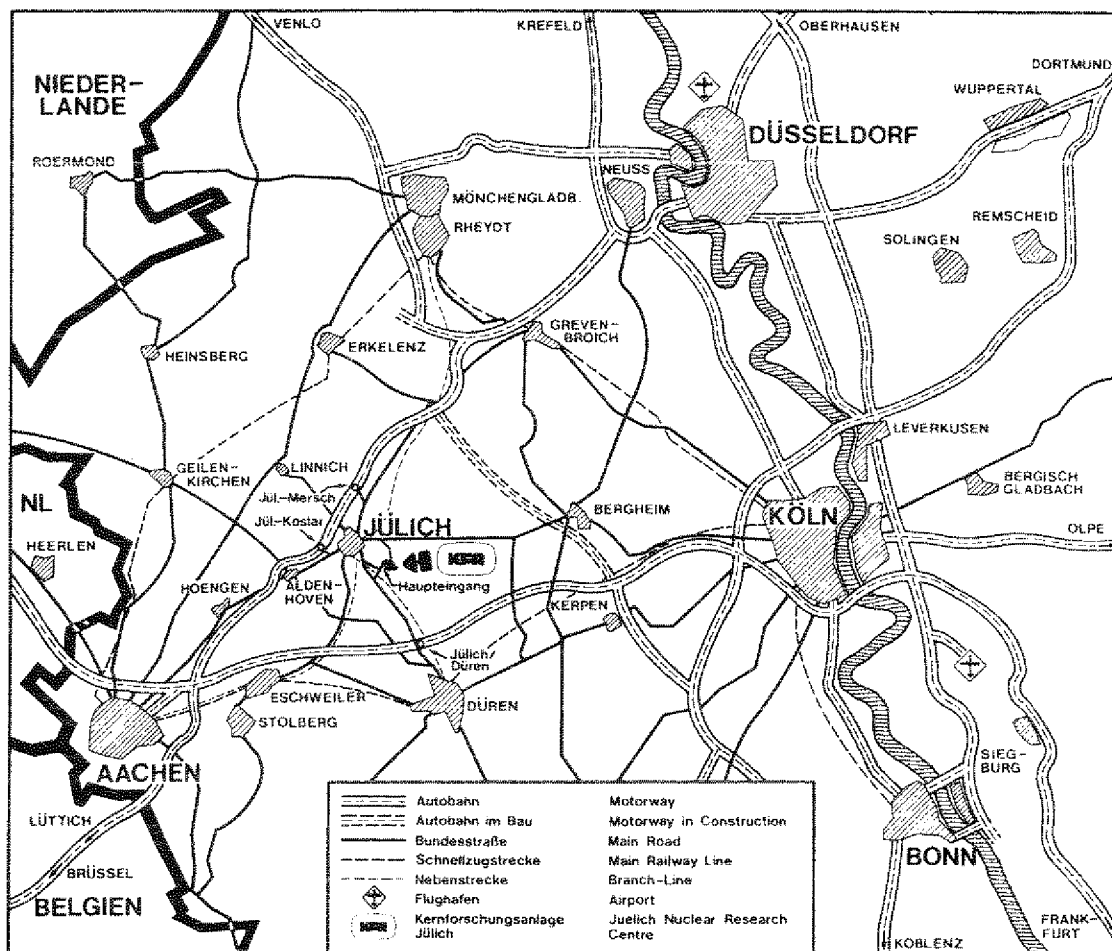 VENLO
KREFELD
OBERHAUSEN
DORTMUND
WUPPERTAL
NIEDER-
LANDE
DÜSSELDORF
ROERMOND
NEUSS
MÖNCHENGLADB.
RHEYDT
REMSCHEID
SOLINGEN
GREVEN-
BROICH
HEINSBERG
ERKELENZ
LEVERKUSEN
GEILEN-
KIRCHEN
LINNICH
BERGISCH
GLADBACH
NL
Jül.-Mersch
Jül.-Koslar
JÜLICH
BERGHEIM
KÖLN
OLPE
HEERLEN
KFA
Haupteingang
HOENGEN
ALDEN-
HOVEN
KERPEN
Jülich/
Düren
ESCHWEILER
DÜREN
STOLBERG
SIEG-
BURG
AACHEN
LÜTTICH
BONN
BRÜSSEL
BELGIEN
FRANK-
FURT
KOBLENZ
Autobahn Motorway
Autobahn im Bau Motorway in Construction
Bundesstraße Main Road
Schnellzugstrecke Main Railway Line
Nebenstrecke Branch-Line
Flughafen Airport
KFA Kernforschungsanlage Juelich Nuclear Research
Jülich Centre